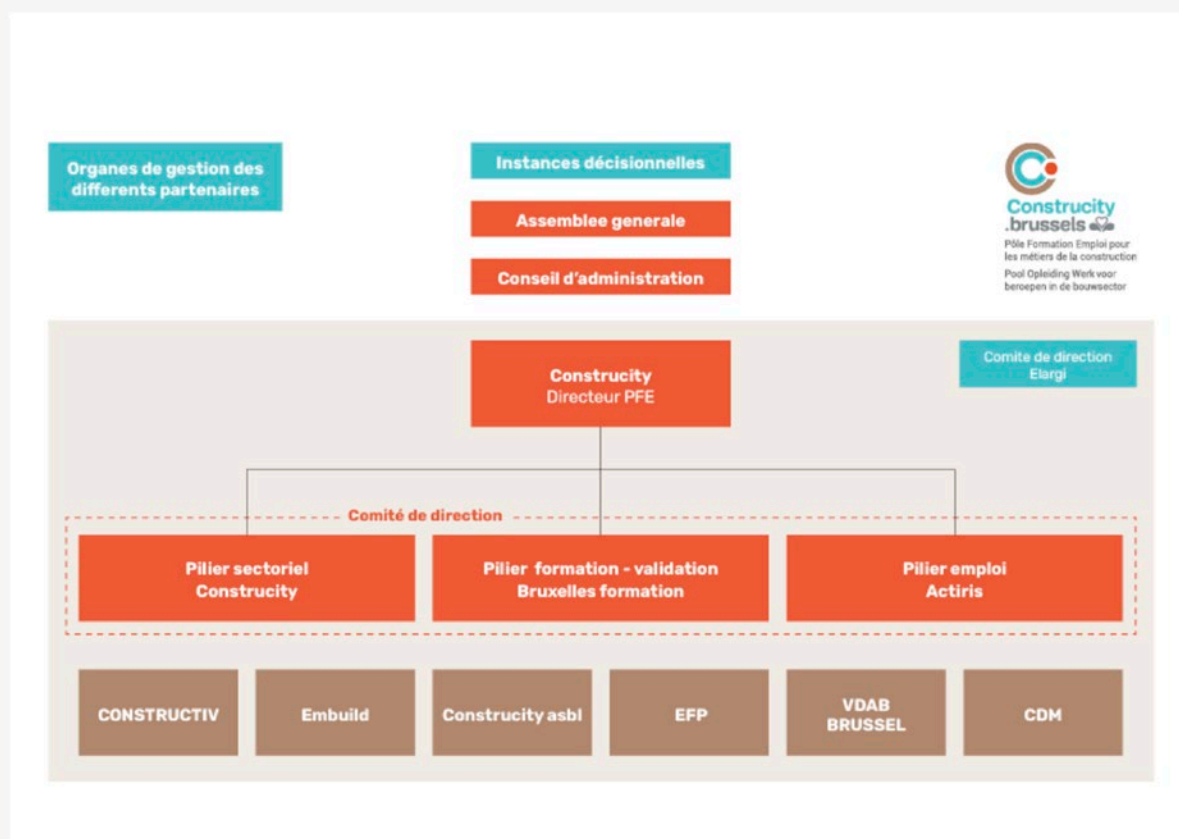 Organes de gestion des
differents partenaires
Instances décisionnelles
Assemblee generale
Conseil d'administration
Construcity
.brussels
Pôle Formation Emploi pour
les métiers de la construction
Pool Opleiding Werk voor
beroepen in de bouwsector
Comite de direction
Elargi
Construcity
Directeur PFE
Comité de direction
Pilier sectoriel
Construcity
Pilier formation - validation
Bruxelles formation
Pilier emploi
Actiris
CONSTRUCTIV
Embuild
Construcity asbl
EFP
VDAB
BRUSSEL
CDM